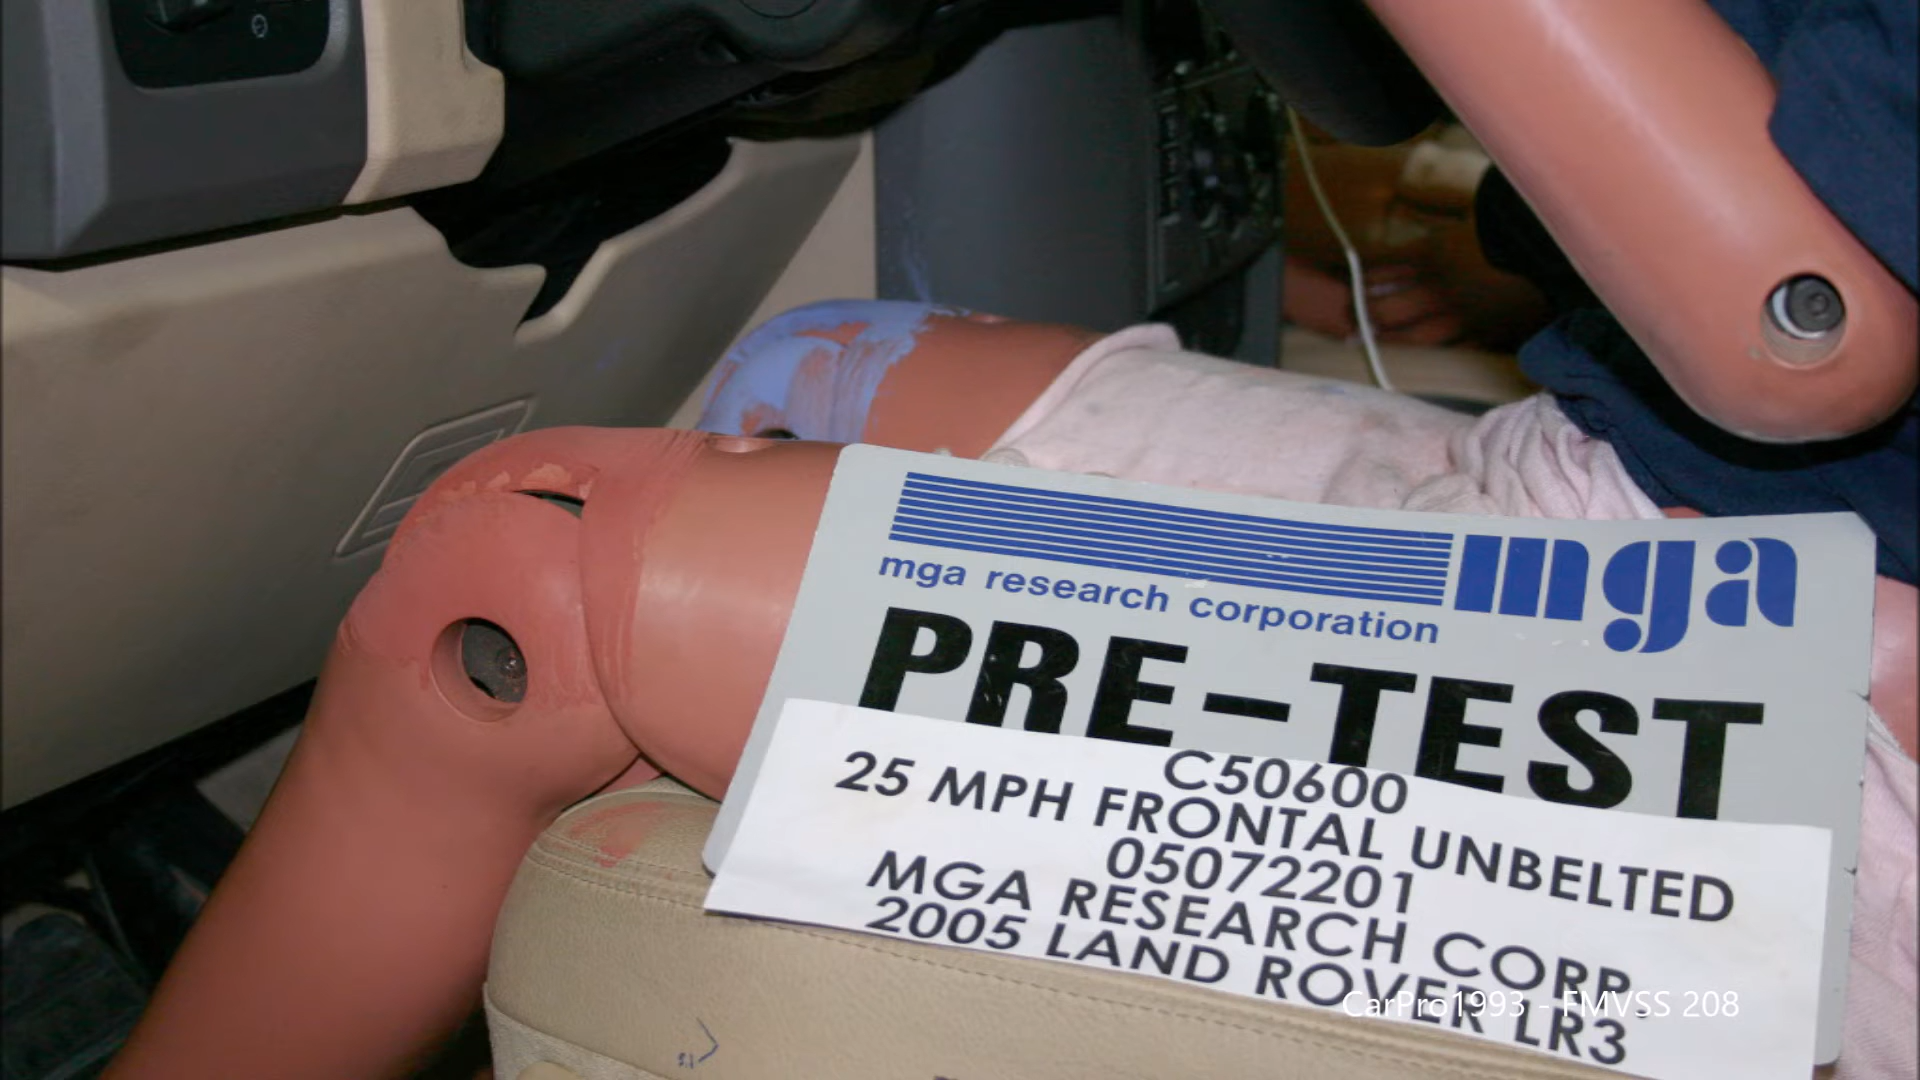 mga
mga research corporation
PRE-TEST
C50600
25 MPH FRONTAL UNBELTED
05072201
MGA RESEARCH CORP.
2005 LAND ROVER LR3
CarPro1993 - FMVSS 208